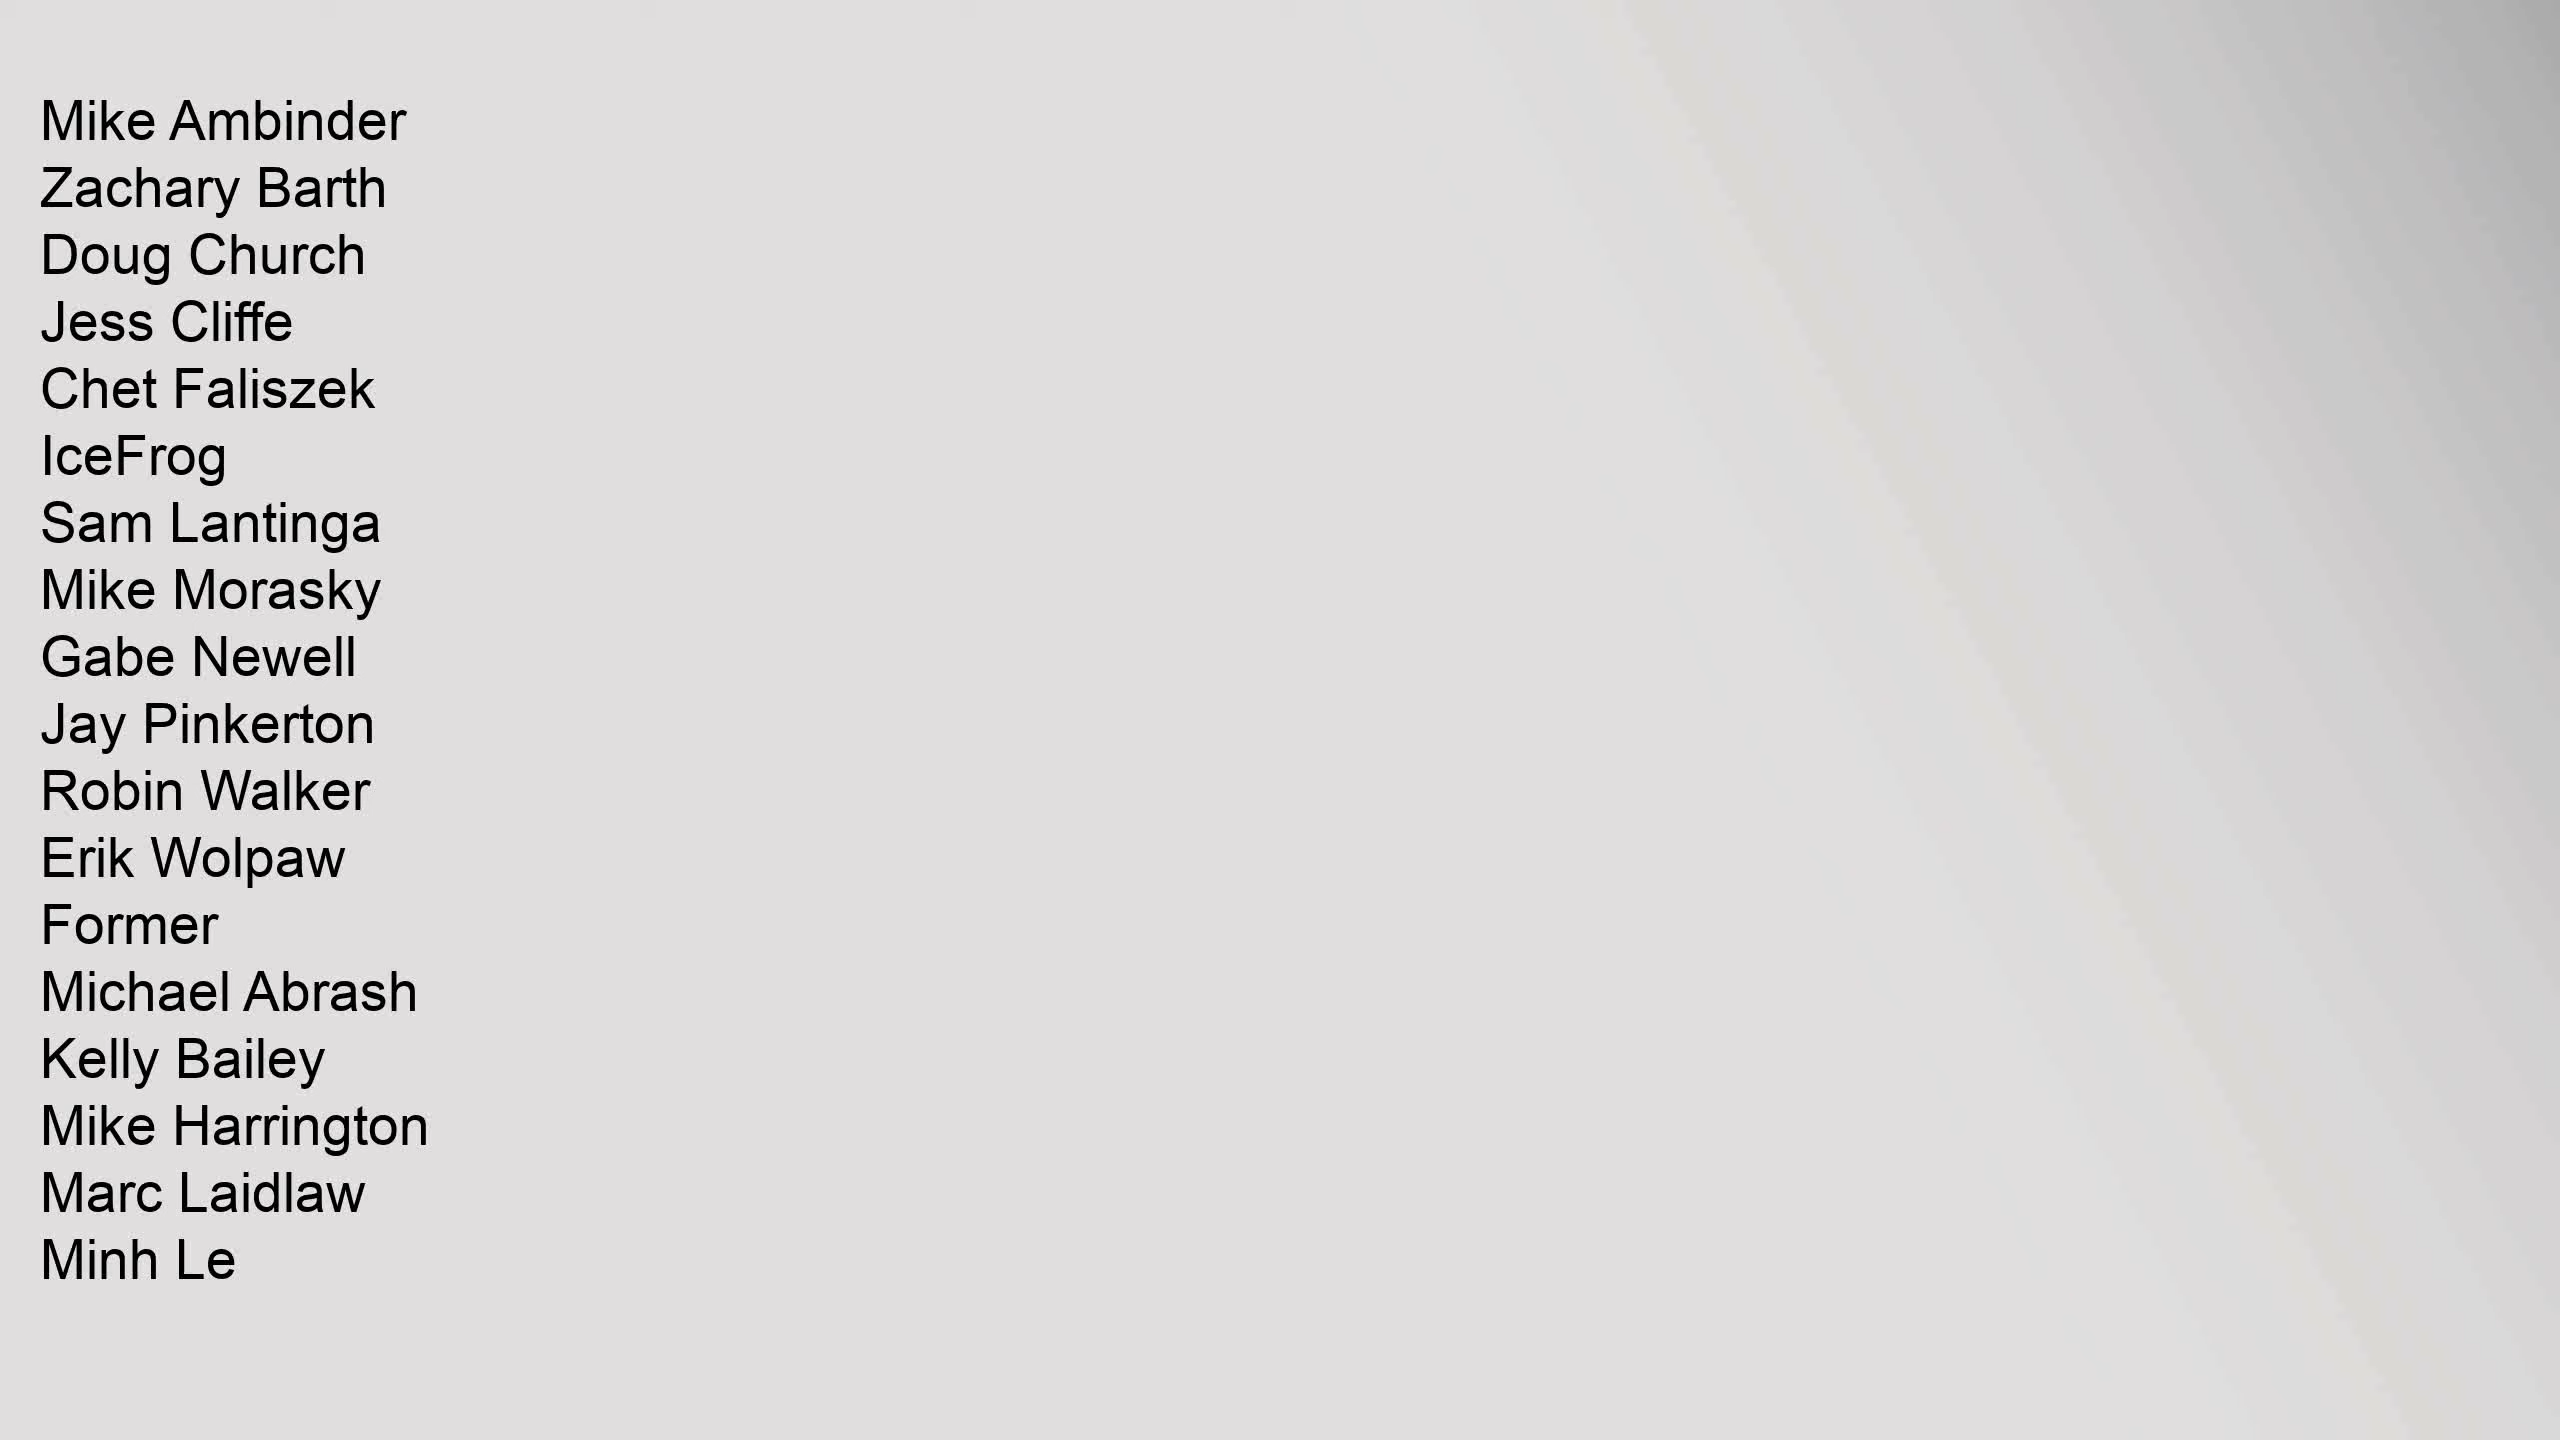 Mike Ambinder
Zachary Barth
Doug Church
Jess Cliffe
Chet Faliszek
IceFrog
Sam Lantinga
Mike Morasky
Gabe Newell
Jay Pinkerton
Robin Walker
Erik Wolpaw
Former
Michael Abrash
Kelly Bailey
Mike Harrington
Marc Laidlaw
Minh Le